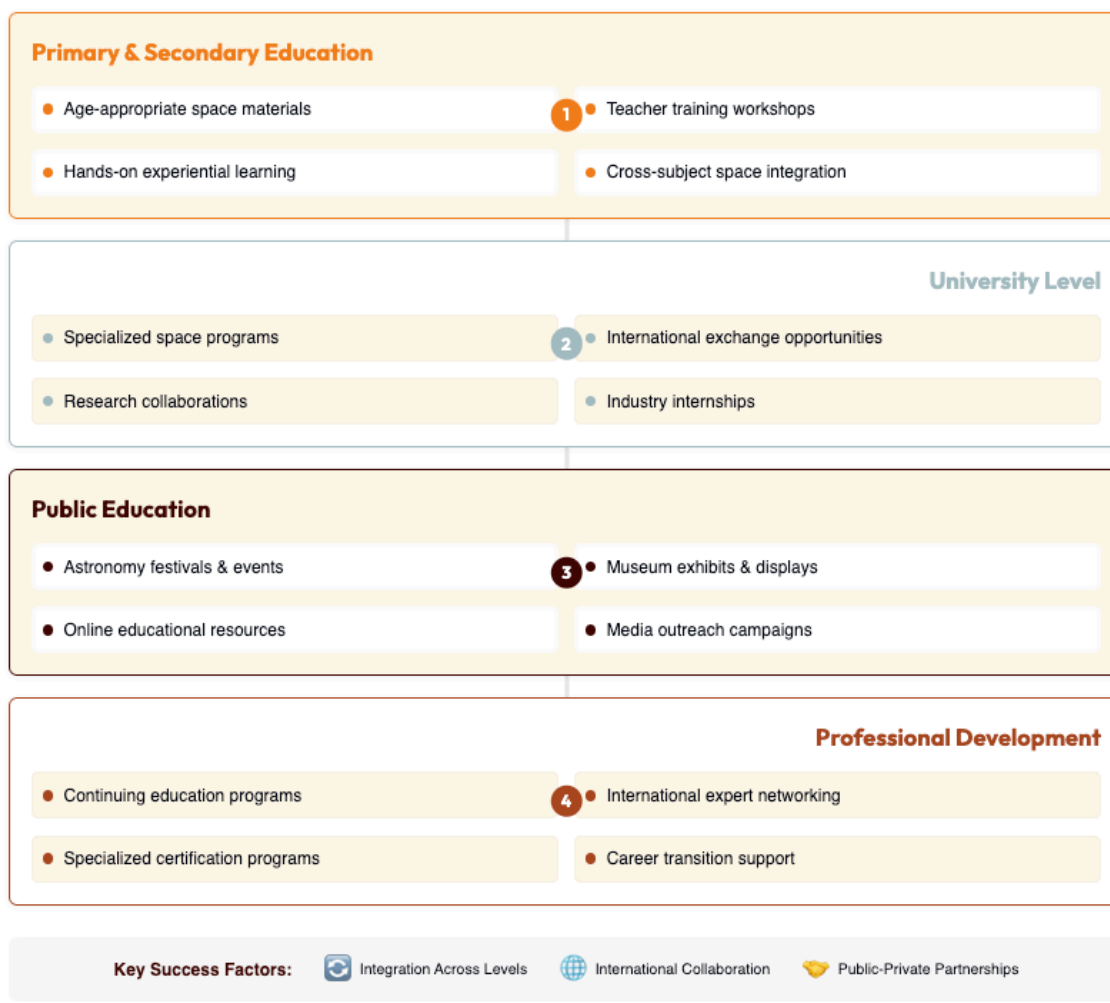 Primary & Secondary Education
Age-appropriate space materials
1
Teacher training workshops
Hands-on experiential learning
Cross-subject space integration
University Level
Specialized space programs
2
International exchange opportunities
Research collaborations
Industry internships
Public Education
Astronomy festivals & events
3
Museum exhibits & displays
Online educational resources
Media outreach campaigns
Professional Development
Continuing education programs
4
International expert networking
Specialized certification programs
Career transition support
Key Success Factors: Integration Across Levels International Collaboration Public-Private Partnerships